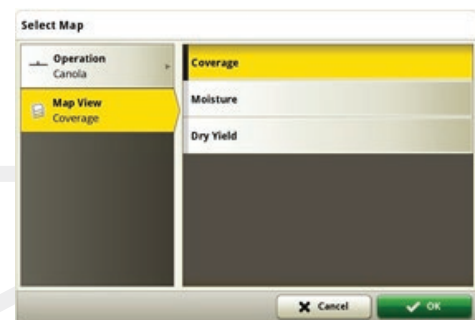 Select Map
Operation
Canola
Map View
Coverage
Coverage
Moisture
Dry Yield
Cancel
OK